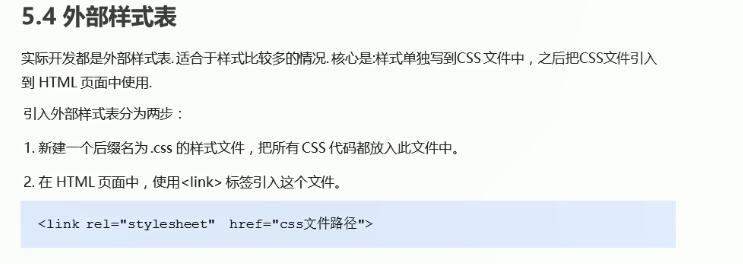 5.4 外部样式表
实际开发都是外部样式表. 适合于样式比较多的情况. 核心是:样式单独写到CSS 文件中，之后把CSS文件引入
到 HTML 页面中使用.
引入外部样式表分为两步：
1. 新建一个后缀名为 .css 的样式文件，把所有 CSS 代码都放入此文件中。
2. 在 HTML 页面中，使用<link> 标签引入这个文件。
<link rel="stylesheet"  href="css文件路径">